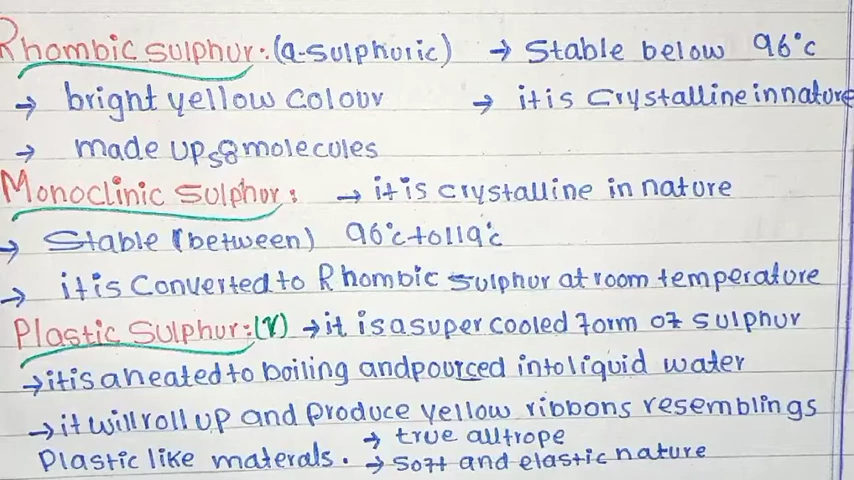 Rhombic sulphur: (a-sulphuric) → Stable below 96°c
→ bright yellow colour → it is Crystalline in nature
→ made up S8 molecules
Monoclinic Sulphur: → it is crystalline in nature
→ Stable (between) 96°c to 119°c
→ it is Converted to Rhombic Sulphur at room temperature
Plastic Sulphur: (γ) → it is a super cooled form of sulphur
→ it is a heated to boiling and poured into liquid water
→ it will roll up and produce yellow ribbons resemblings
Plastic like materals. → true alltrope
→ Soft and elastic nature